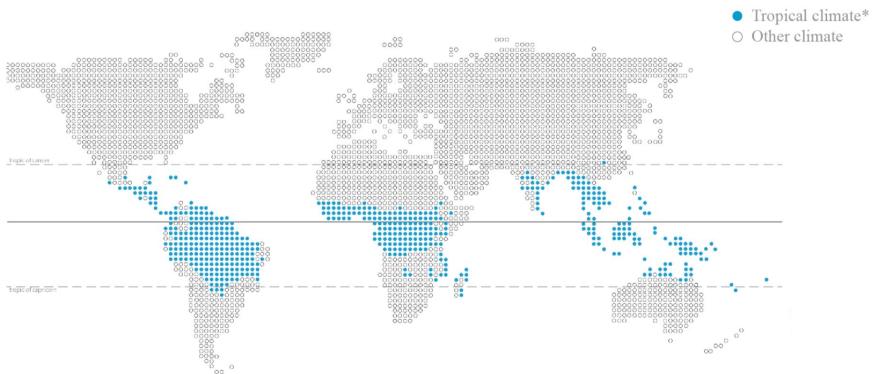 Tropical climate*
Other climate
tropic of cancer
tropic of capricorn